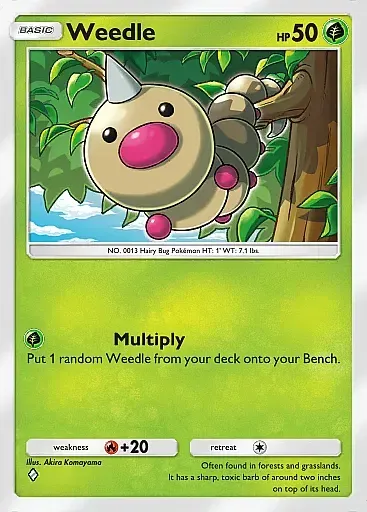 BASIC Weedle HP 50
NO. 0013 Hairy Bug Pokémon HT: 1' WT: 7.1 lbs.
Multiply
Put 1 random Weedle from your deck onto your Bench.
weakness +20 retreat
Illus. Akira Komayama
Often found in forests and grasslands.
It has a sharp, toxic barb of around two inches
on top of its head.